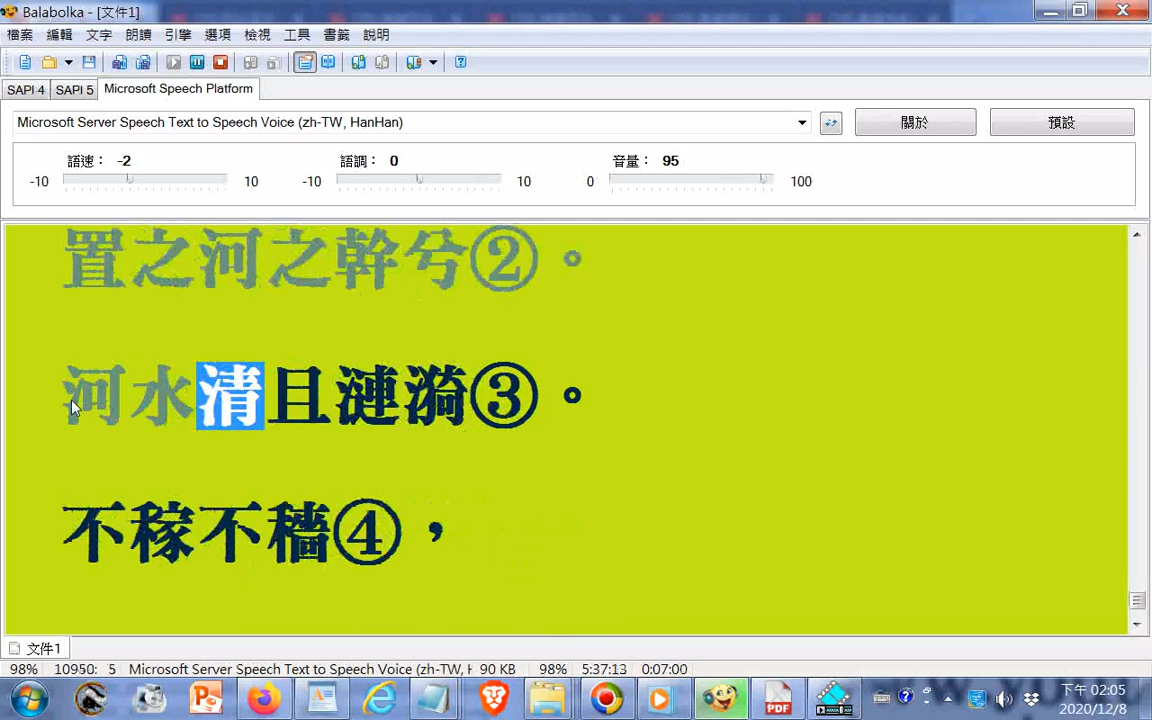 Balabolka - [文件1]
檔案 編輯 文字 朗讀 引擎 選項 檢視 工具 書籤 說明
SAPI 4 SAPI 5 Microsoft Speech Platform
Microsoft Server Speech Text to Speech Voice (zh-TW, HanHan) 關於 預設
語速： -2 語調： 0 音量： 95
-10 10 -10 10 0 100
置之河之幹兮②。
河水清且漣漪③。
不稼不穡④，
文件1
98% 10950: 5 Microsoft Server Speech Text to Speech Voice (zh-TW, H 90 KB 98% 5:37:13 0:07:00
下午 02:05
2020/12/8